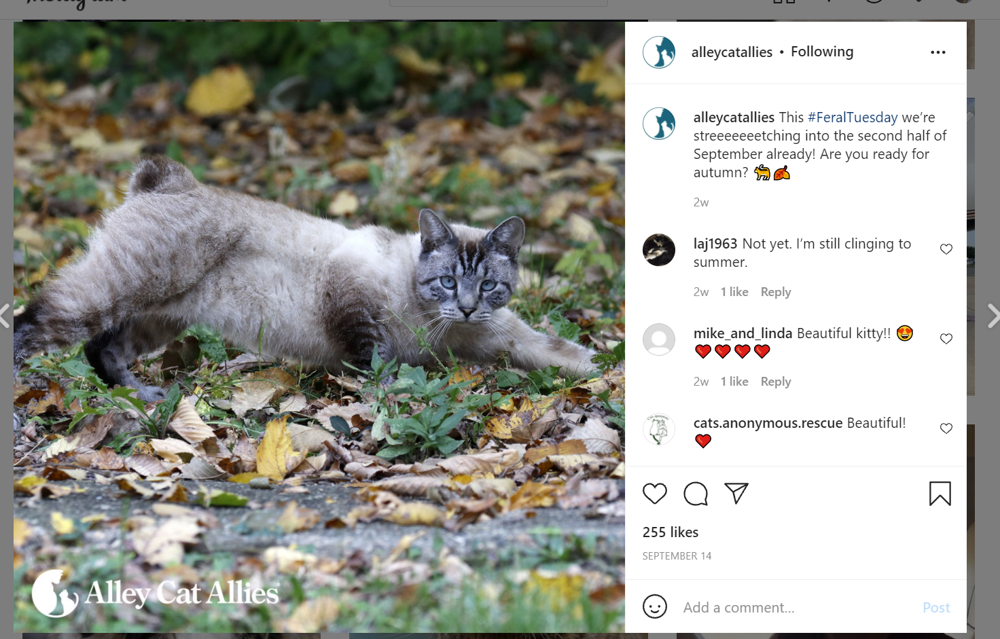 alleycatallies • Following
alleycatallies This #FeralTuesday we’re
streeeeeeetching into the second half of
September already! Are you ready for
autumn? 🐈🍂
2w
laj1963 Not yet. I’m still clinging to
summer.
2w 1 like Reply
mike_and_linda Beautiful kitty!! 😍
❤️❤️❤️❤️
2w 1 like Reply
cats.anonymous.rescue Beautiful!
❤️
255 likes
SEPTEMBER 14
Add a comment... Post
Alley Cat Allies